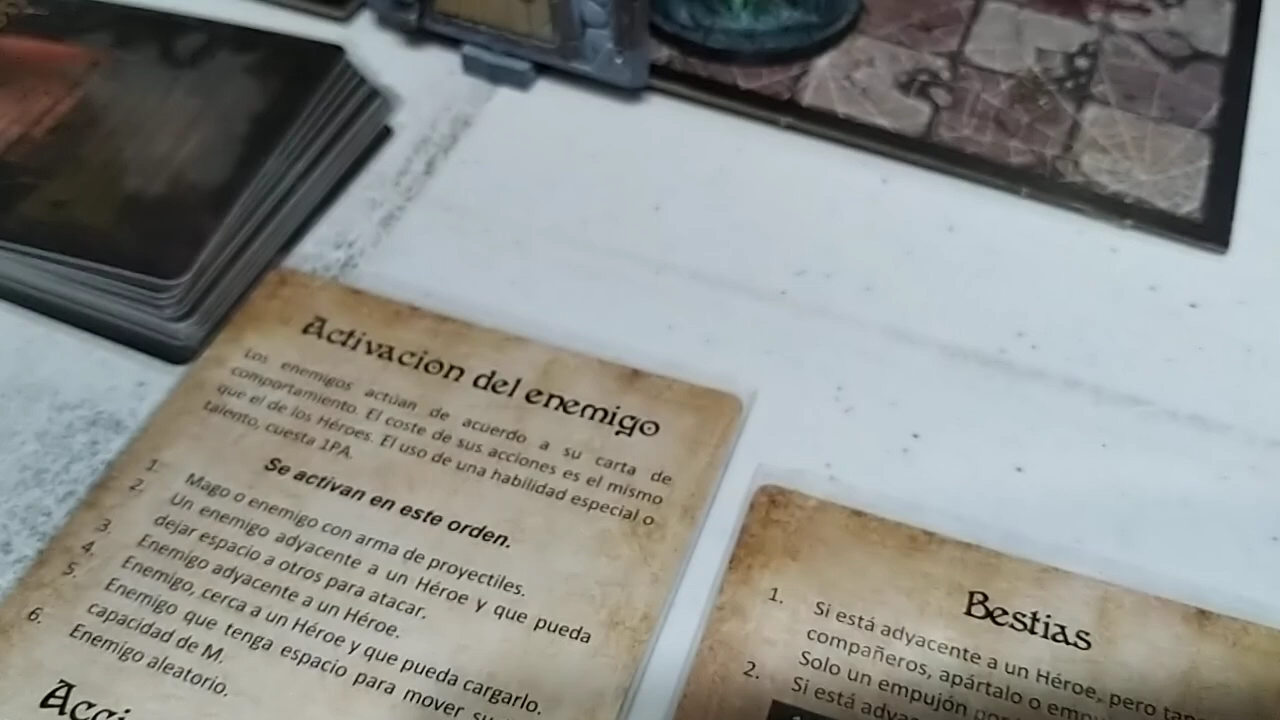 Activacion del enemigo
Los enemigos actúan de acuerdo a su carta de
comportamiento. El coste de sus acciones es el mismo
que el de los Héroes. El uso de una habilidad especial o
talento, cuesta 1PA.
Se activan en este orden.
1. Mago o enemigo con arma de proyectiles.
2. Un enemigo adyacente a un Héroe y que pueda
dejar espacio a otros para atacar.
3. Enemigo adyacente a un Héroe.
4. Enemigo, cerca a un Héroe y que pueda cargarlo.
5. Enemigo que tenga espacio para mover
capacidad de M.
6. Enemigo aleatorio.
Bestias
1. Si está adyacente a un Héroe, pero
compañeros, apártalo o
Solo un empujón
2. Si está